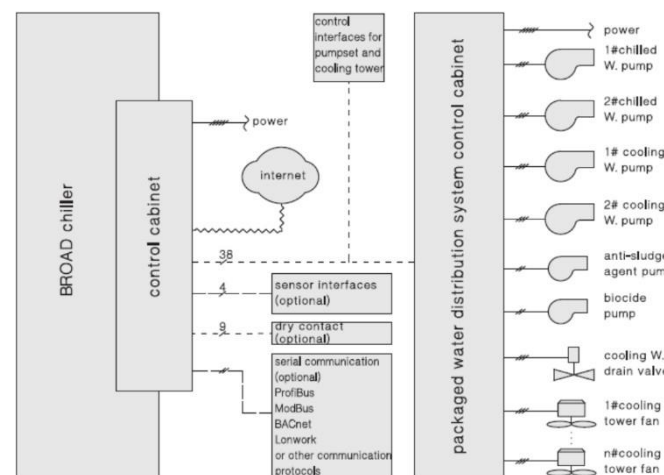 BROAD chiller
control cabinet
power
internet
38
4
9
control
interfaces for
pumpset and
cooling tower
sensor interfaces
(optional)
dry contact
(optional)
serial communication
(optional)
ProfiBus
ModBus
BACnet
Lonwork
or other communication
protocols
packaged water distribution system control cabinet
power
1#chilled
W. pump
2#chilled
W. pump
1# cooling
W. pump
2# cooling
W. pump
anti-sludge
agent pum
biocide
pump
cooling W.
drain valve
1#cooling
tower fan
n#cooling
tower fan